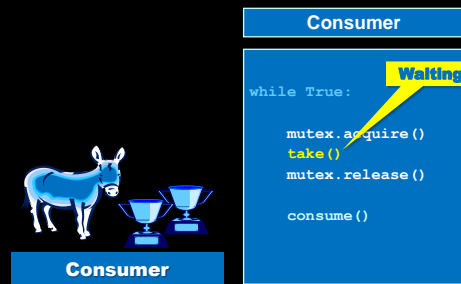 Consumer
Waiting
while True:
mutex.acquire()
take()
mutex.release()
consume()
Consumer